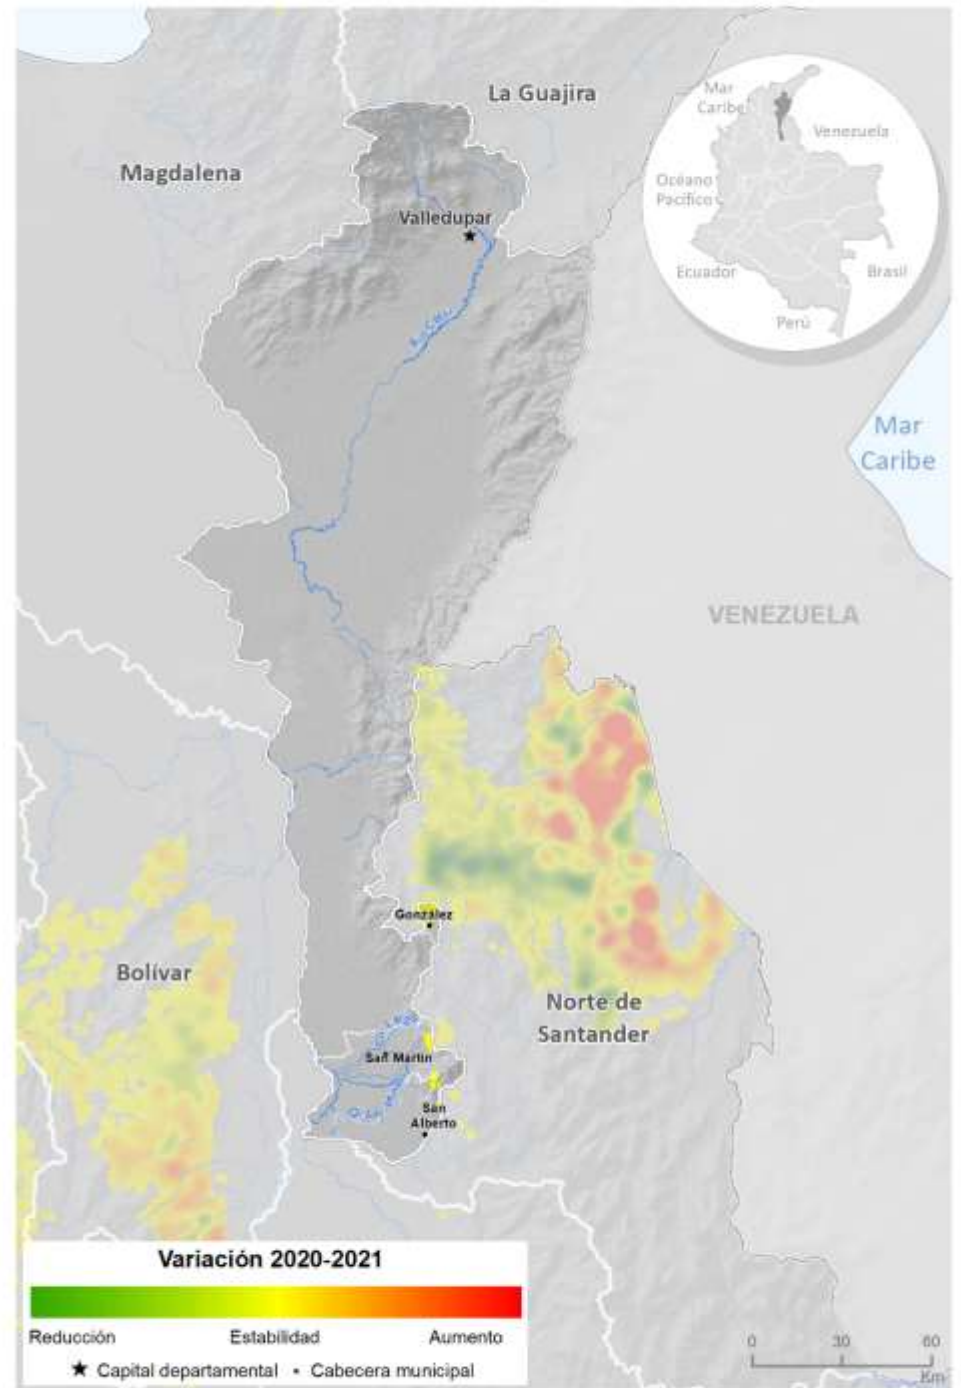 La Guajira
Mar
Caribe
Venezuela
Magdalena
Océano
Pacífico
Valledupar
Ecuador
Brasil
Perú
Mar
Caribe
VENEZUELA
González
Bolívar
Norte de
Santander
San Martín
San
Alberto
Variación 2020-2021
Reducción
Estabilidad
Aumento
★ Capital departamental • Cabecera municipal
0 30 60
Km